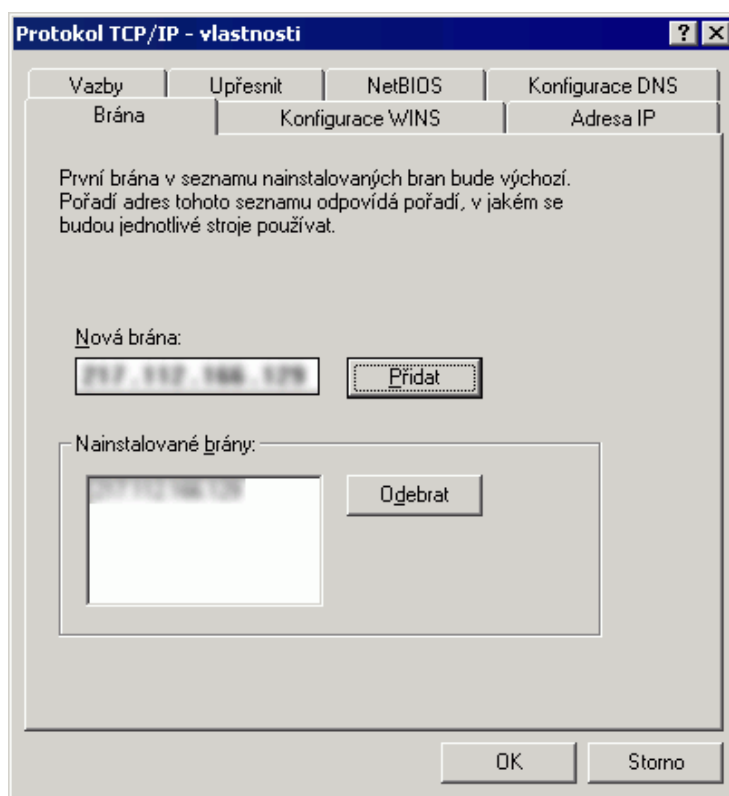 Protokol TCP/IP - vlastnosti
Vazby Upřesnit NetBIOS Konfigurace DNS
Brána Konfigurace WINS Adresa IP
První brána v seznamu nainstalovaných bran bude výchozí.
Pořadí adres tohoto seznamu odpovídá pořadí, v jakém se
budou jednotlivé stroje používat.
Nová brána:
Přidat
Nainstalované brány:
Odebrat
OK Storno